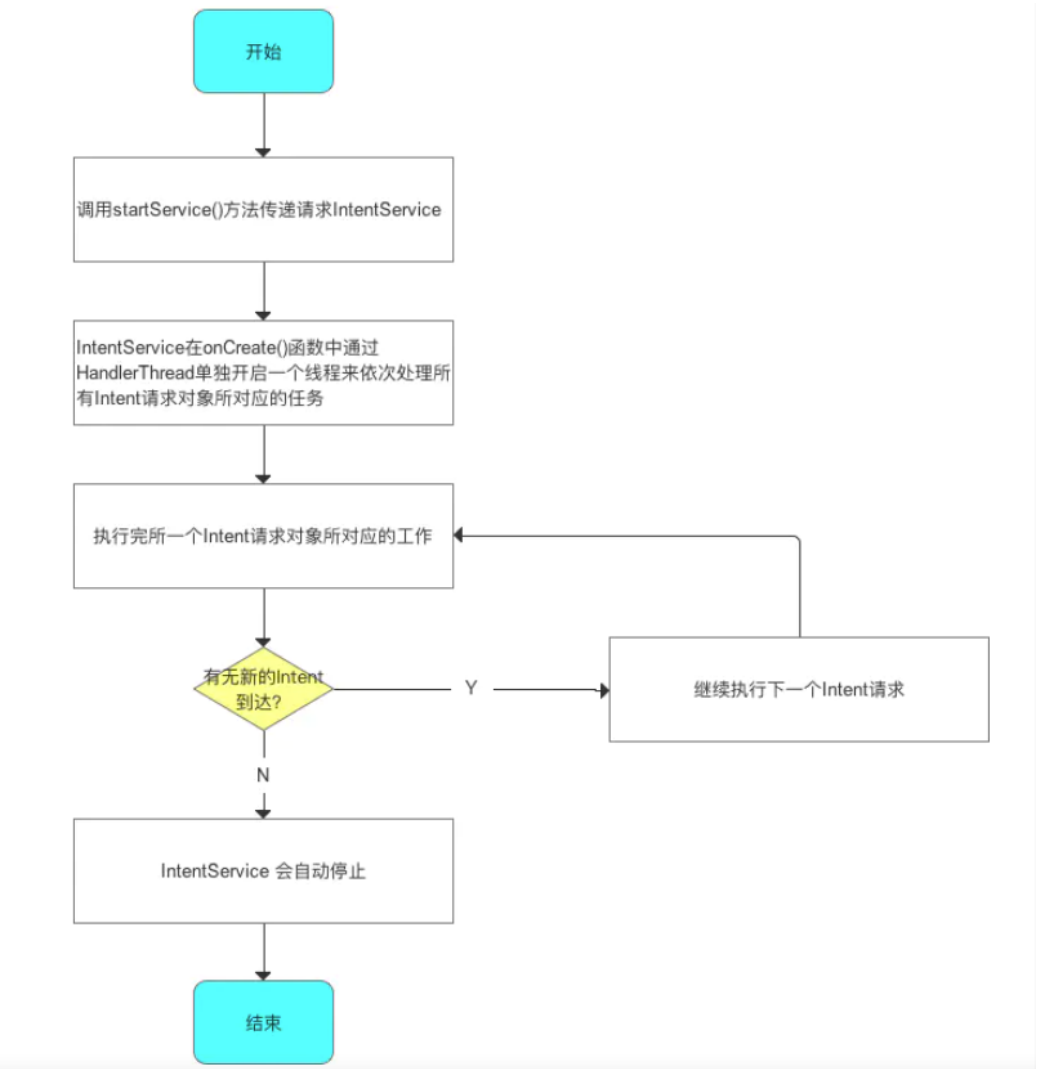 开始
调用startService()方法传递请求IntentService
IntentService在onCreate()函数中通过
HandlerThread单独开启一个线程来依次处理所
有Intent请求对象所对应的任务
执行完所一个Intent请求对象所对应的工作
有无新的Intent
到达?
Y
继续执行下一个Intent请求
N
IntentService 会自动停止
结束